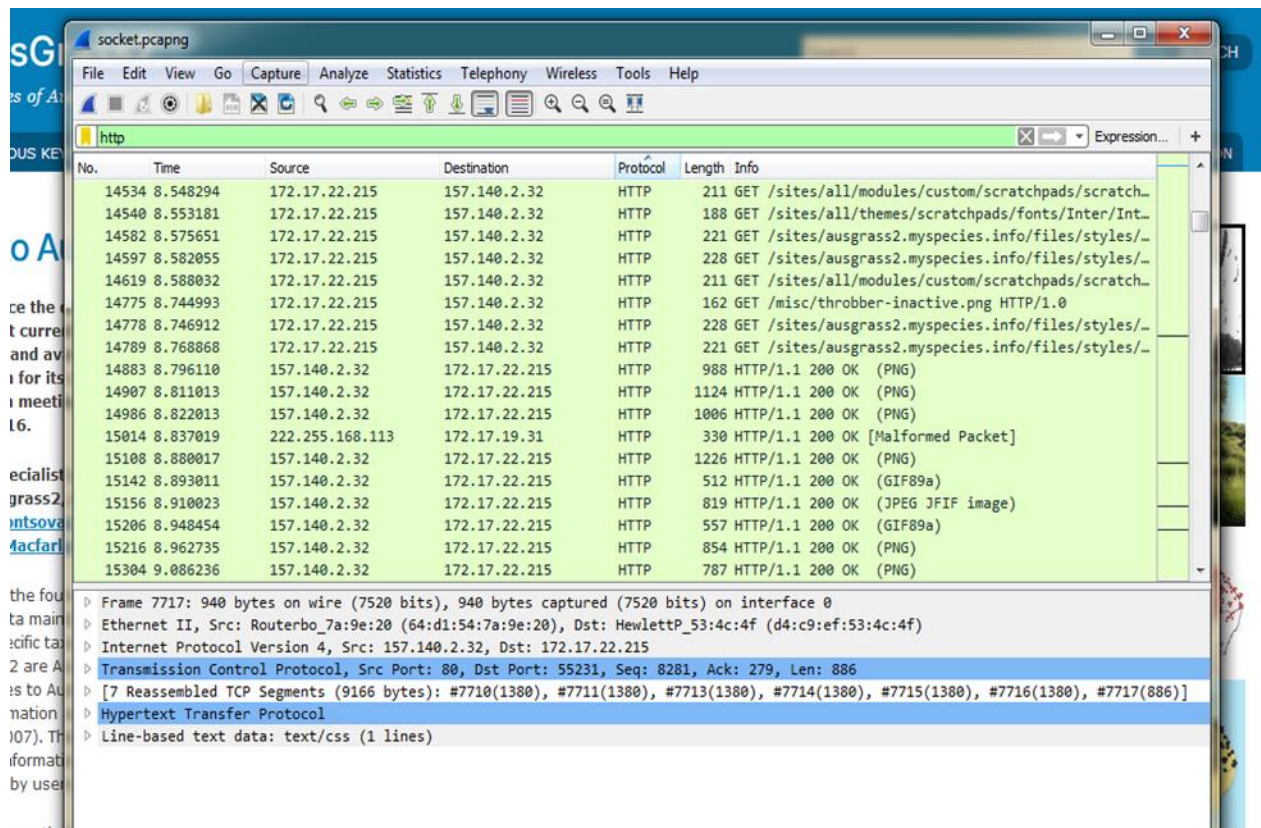 socket.pcapng
File Edit View Go Capture Analyze Statistics Telephony Wireless Tools Help
http Expression... +
No. Time Source Destination Protocol Length Info
14534 8.548294 172.17.22.215 157.140.2.32 HTTP 211 GET /sites/all/modules/custom/scratchpads/scratch…
14540 8.553181 172.17.22.215 157.140.2.32 HTTP 188 GET /sites/all/themes/scratchpads/fonts/Inter/Int…
14582 8.575651 172.17.22.215 157.140.2.32 HTTP 221 GET /sites/ausgrass2.myspecies.info/files/styles/…
14597 8.582055 172.17.22.215 157.140.2.32 HTTP 228 GET /sites/ausgrass2.myspecies.info/files/styles/…
14619 8.588032 172.17.22.215 157.140.2.32 HTTP 211 GET /sites/all/modules/custom/scratchpads/scratch…
14775 8.744993 172.17.22.215 157.140.2.32 HTTP 162 GET /misc/throbber-inactive.png HTTP/1.0
14778 8.746912 172.17.22.215 157.140.2.32 HTTP 228 GET /sites/ausgrass2.myspecies.info/files/styles/…
14789 8.768868 172.17.22.215 157.140.2.32 HTTP 221 GET /sites/ausgrass2.myspecies.info/files/styles/…
14883 8.796110 157.140.2.32 172.17.22.215 HTTP 988 HTTP/1.1 200 OK (PNG)
14907 8.811013 157.140.2.32 172.17.22.215 HTTP 1124 HTTP/1.1 200 OK (PNG)
14986 8.822013 157.140.2.32 172.17.22.215 HTTP 1006 HTTP/1.1 200 OK (PNG)
15014 8.837019 222.255.168.113 172.17.19.31 HTTP 330 HTTP/1.1 200 OK [Malformed Packet]
15108 8.880017 157.140.2.32 172.17.22.215 HTTP 1226 HTTP/1.1 200 OK (PNG)
15142 8.893011 157.140.2.32 172.17.22.215 HTTP 512 HTTP/1.1 200 OK (GIF89a)
15156 8.910023 157.140.2.32 172.17.22.215 HTTP 819 HTTP/1.1 200 OK (JPEG JFIF image)
15206 8.948454 157.140.2.32 172.17.22.215 HTTP 557 HTTP/1.1 200 OK (GIF89a)
15216 8.962735 157.140.2.32 172.17.22.215 HTTP 854 HTTP/1.1 200 OK (PNG)
15304 9.086236 157.140.2.32 172.17.22.215 HTTP 787 HTTP/1.1 200 OK (PNG)
Frame 7717: 940 bytes on wire (7520 bits), 940 bytes captured (7520 bits) on interface 0
Ethernet II, Src: Routerbo_7a:9e:20 (64:d1:54:7a:9e:20), Dst: HewlettP_53:4c:4f (d4:c9:ef:53:4c:4f)
Internet Protocol Version 4, Src: 157.140.2.32, Dst: 172.17.22.215
Transmission Control Protocol, Src Port: 80, Dst Port: 55231, Seq: 8281, Ack: 279, Len: 886
[7 Reassembled TCP Segments (9166 bytes): #7710(1380), #7711(1380), #7713(1380), #7714(1380), #7715(1380), #7716(1380), #7717(886)]
Hypertext Transfer Protocol
Line-based text data: text/css (1 lines)